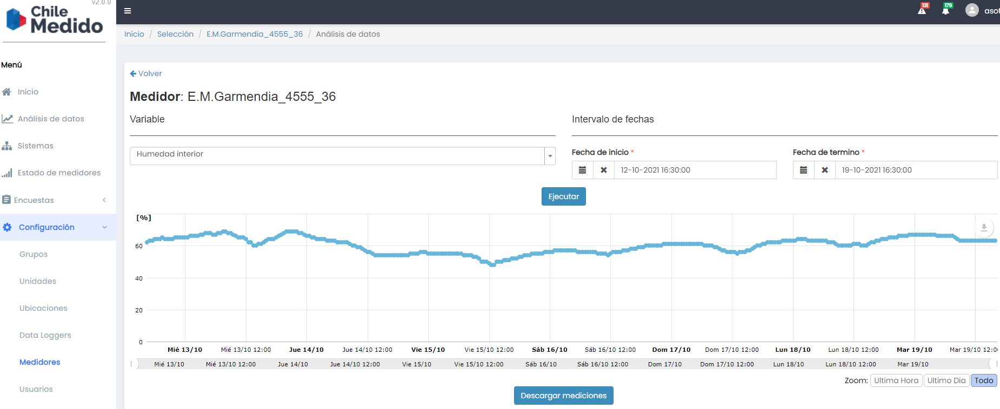 v2.0.0
Chile
Medido
131
179
asot
Inicio / Selección / E.M.Garmendia_4555_36 / Análisis de datos
Menú
Inicio
Análisis de datos
Sistemas
Estado de medidores
Encuestas
Configuración
Grupos
Unidades
Ubicaciones
Data Loggers
Medidores
Usuarios
Volver
Medidor: E.M.Garmendia_4555_36
Variable
Intervalo de fechas
Humedad interior
Fecha de inicio *
Fecha de termino *
12-10-2021 16:30:00
19-10-2021 16:30:00
Ejecutar
[%]
60
40
20
0
Mié 13/10 Mié 13/10 12:00 Jue 14/10 Jue 14/10 12:00 Vie 15/10 Vie 15/10 12:00 Sáb 16/10 Sáb 16/10 12:00 Dom 17/10 Dom 17/10 12:00 Lun 18/10 Lun 18/10 12:00 Mar 19/10 Mar 19/10 12:0
Mié 13/10 Mié 13/10 12:00 Jue 14/10 Jue 14/10 12:00 Vie 15/10 Vie 15/10 12:00 Sáb 16/10 Sáb 16/10 12:00 Dom 17/10 Dom 17/10 12:00 Lun 18/10 Lun 18/10 12:00 Mar 19/10
Zoom: Ultima Hora Ultimo Día Todo
Descargar mediciones